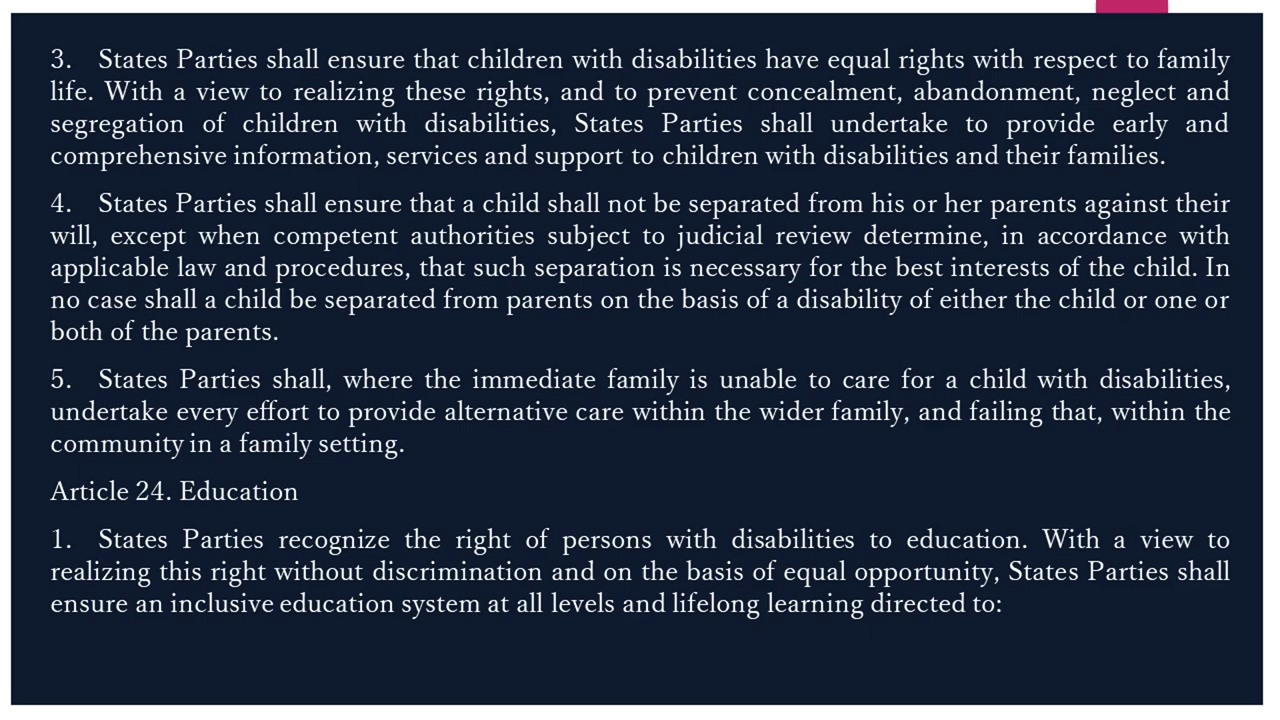 3. States Parties shall ensure that children with disabilities have equal rights with respect to family
life. With a view to realizing these rights, and to prevent concealment, abandonment, neglect and
segregation of children with disabilities, States Parties shall undertake to provide early and
comprehensive information, services and support to children with disabilities and their families.
4. States Parties shall ensure that a child shall not be separated from his or her parents against their
will, except when competent authorities subject to judicial review determine, in accordance with
applicable law and procedures, that such separation is necessary for the best interests of the child. In
no case shall a child be separated from parents on the basis of a disability of either the child or one or
both of the parents.
5. States Parties shall, where the immediate family is unable to care for a child with disabilities,
undertake every effort to provide alternative care within the wider family, and failing that, within the
community in a family setting.
Article 24. Education
1. States Parties recognize the right of persons with disabilities to education. With a view to
realizing this right without discrimination and on the basis of equal opportunity, States Parties shall
ensure an inclusive education system at all levels and lifelong learning directed to: